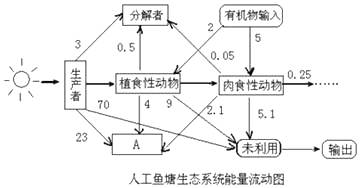 分解者
有机物输入
3
2
0.5
0.05
5
生产者
植食性动物
肉食性动物
0.25
……
70
4
9
2.1
5.1
23
A
未利用
输出
人工鱼塘生态系统能量流动图